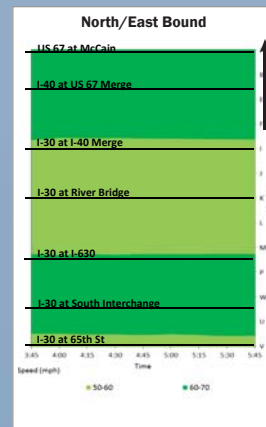 North/East Bound
US 67 at McCain
I-40 at US 67 Merge
I-30 at I-40 Merge
I-30 at River Bridge
I-30 at I-630
I-30 at South Interchange
I-30 at 65th St
3:45 4:00 4:15 4:30 4:45 5:00 5:15 5:30 5:45
Time
Speed (mph)
50-60 60-70
J
K
L
M
P
W
U
V